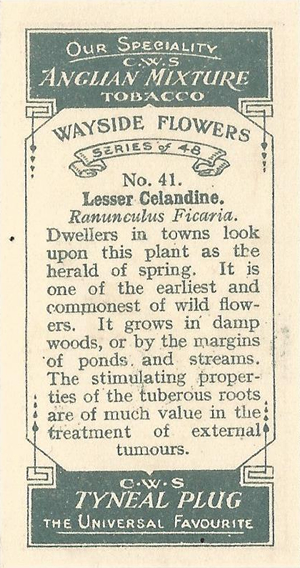 Our Speciality
C.W.S
Anglian Mixture
Tobacco
Wayside Flowers
Series of 48
No. 41.
Lesser Celandine.
Ranunculus Ficaria.
Dwellers in towns look
upon this plant as the
herald of spring. It is
one of the earliest and
commonest of wild flow-
ers. It grows in damp
woods, or by the margins
of ponds and streams.
The stimulating proper-
ties of the tuberous roots
are of much value in the
treatment of external
tumours.
C.W.S
Tyneal Plug
The Universal Favourite